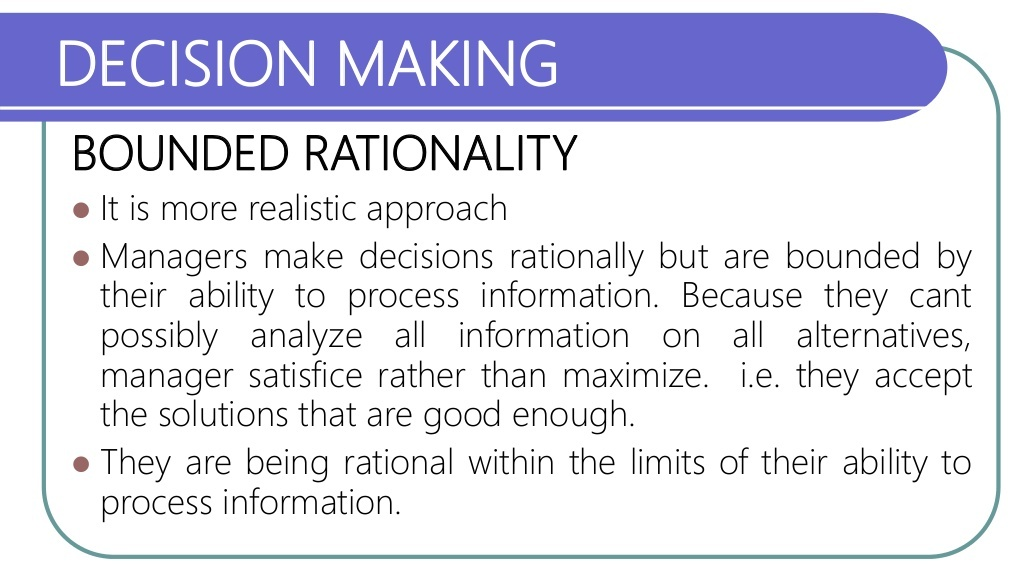 DECISION MAKING
BOUNDED RATIONALITY
It is more realistic approach
Managers make decisions rationally but are bounded by
their ability to process information. Because they cant
possibly analyze all information on all alternatives,
manager satisfice rather than maximize. i.e. they accept
the solutions that are good enough.
They are being rational within the limits of their ability to
process information.